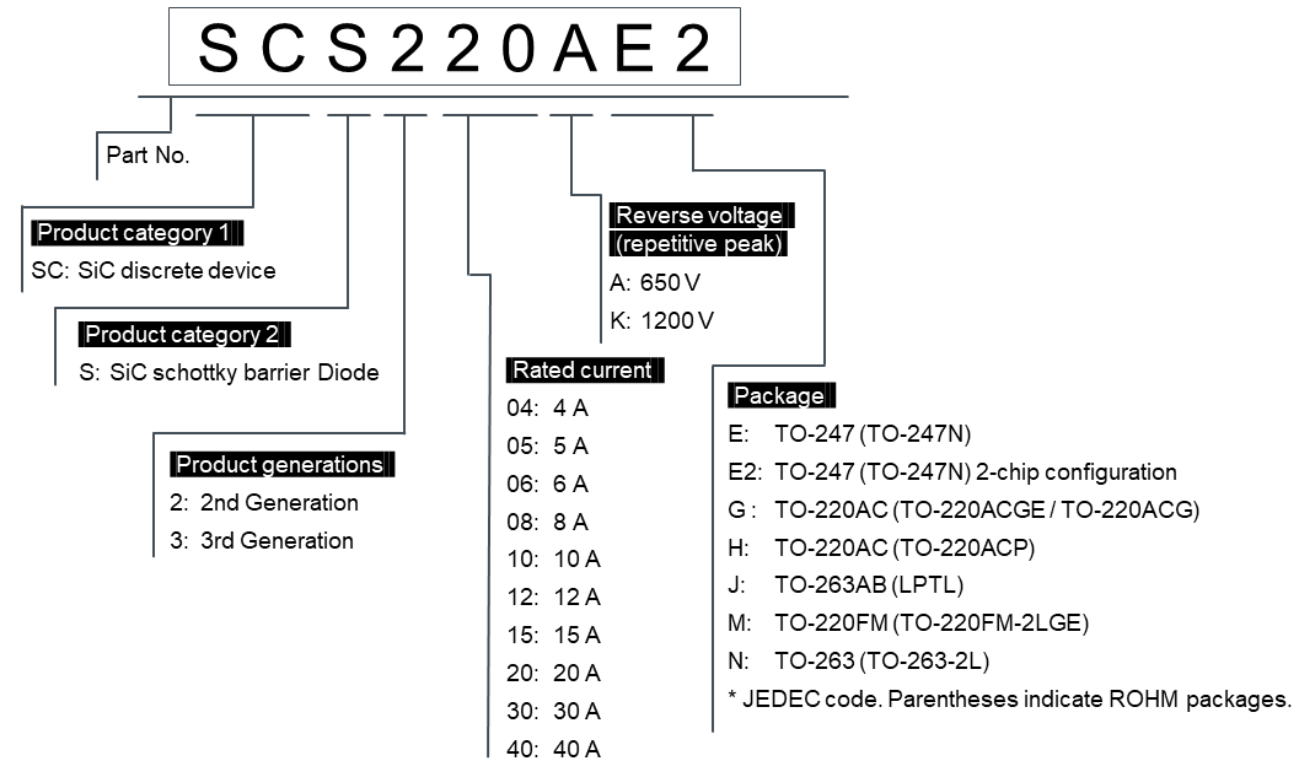 SCS220AE2
Part No.
Product category 1
SC: SiC discrete device
Product category 2
S: SiC schottky barrier Diode
Product generations
2: 2nd Generation
3: 3rd Generation
Rated current
04: 4 A
05: 5 A
06: 6 A
08: 8 A
10: 10 A
12: 12 A
15: 15 A
20: 20 A
30: 30 A
40: 40 A
Reverse voltage
(repetitive peak)
A: 650 V
K: 1200 V
Package
E: TO-247 (TO-247N)
E2: TO-247 (TO-247N) 2-chip configuration
G : TO-220AC (TO-220ACGE / TO-220ACG)
H: TO-220AC (TO-220ACP)
J: TO-263AB (LPTL)
M: TO-220FM (TO-220FM-2LGE)
N: TO-263 (TO-263-2L)
* JEDEC code. Parentheses indicate ROHM packages.